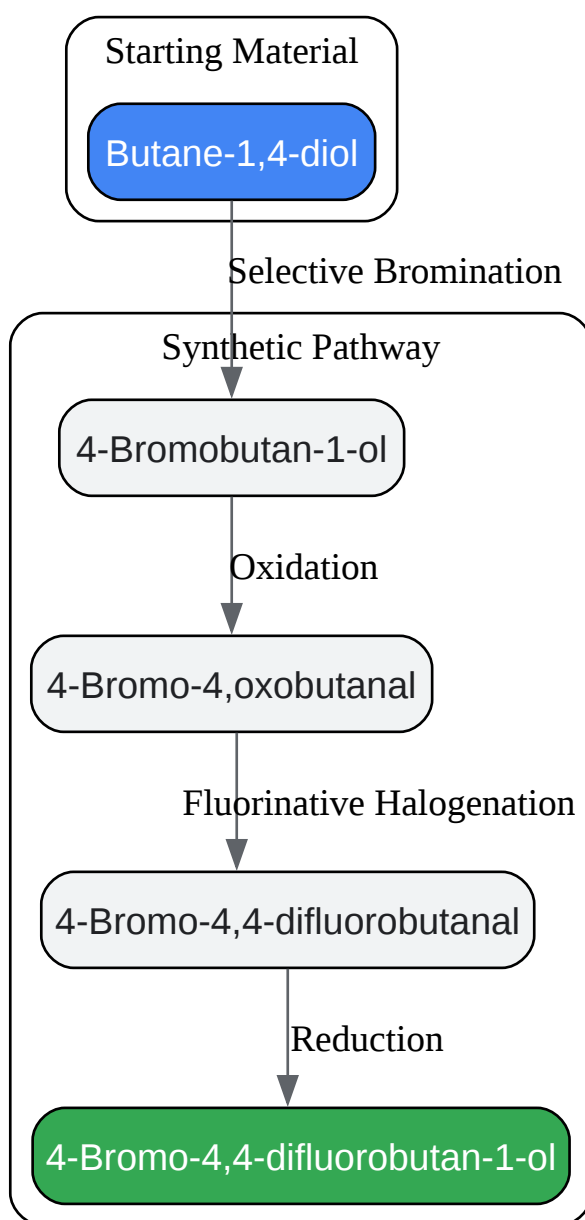 Starting Material
Butane-1,4-diol
Selective Bromination
Synthetic Pathway
4-Bromobutan-1-ol
Oxidation
4-Bromo-4,oxobutanal
Fluorinative Halogenation
4-Bromo-4,4-difluorobutanal
Reduction
4-Bromo-4,4-difluorobutan-1-ol